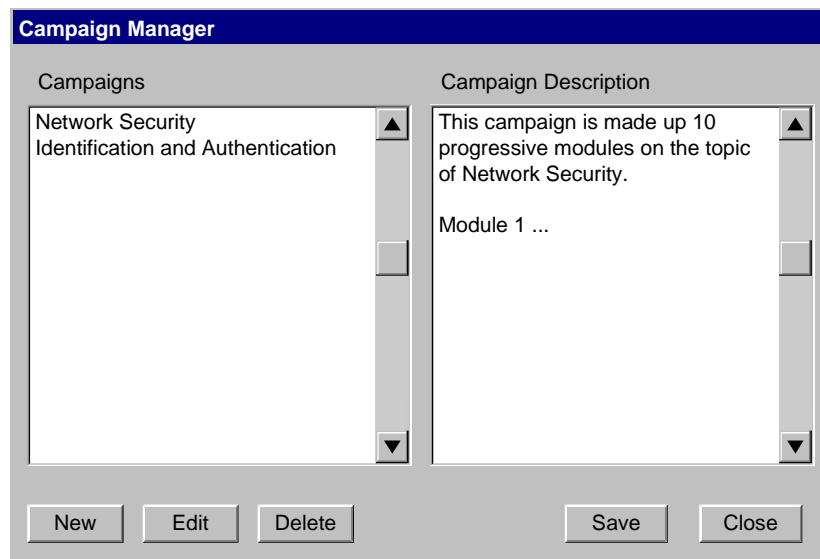 Campaign Manager
Campaigns
Network Security
Identification and Authentication
Campaign Description
This campaign is made up 10
progressive modules on the topic
of Network Security.
Module 1 ...
New
Edit
Delete
Save
Close